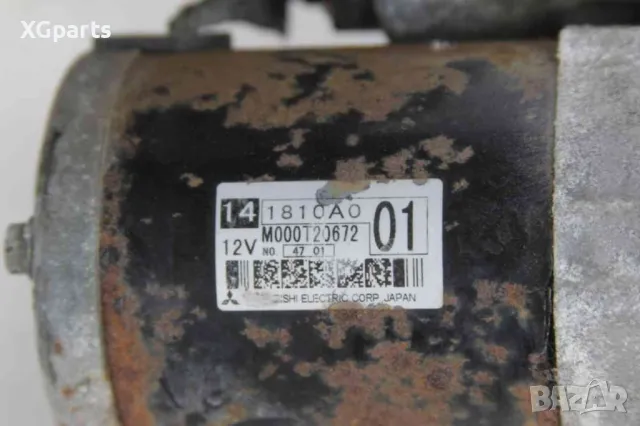 XGparts
14 1810A0
M000T20672 01
12V NO. 47 01
ELECTRIC CORP. JAPAN
BAZAR